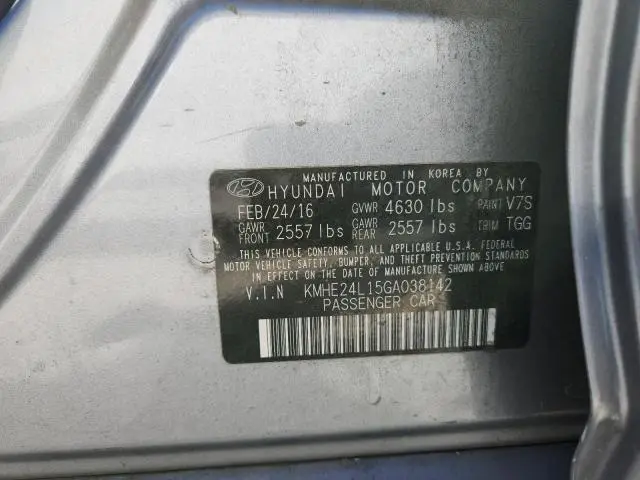 MANUFACTURED IN KOREA BY
HYUNDAI MOTOR COMPANY
FEB/24/16 GVWR 4630 lbs PAINT V7S
GAWR FRONT 2557 lbs GAWR REAR 2557 lbs TRIM TGG
THIS VEHICLE CONFORMS TO ALL APPLICABLE U.S.A. FEDERAL
MOTOR VEHICLE SAFETY, BUMPER, AND THEFT PREVENTION STANDARDS
IN EFFECT ON THE DATE OF MANUFACTURE SHOWN ABOVE.
V.I.N KMHE24L15GA038142
PASSENGER CAR